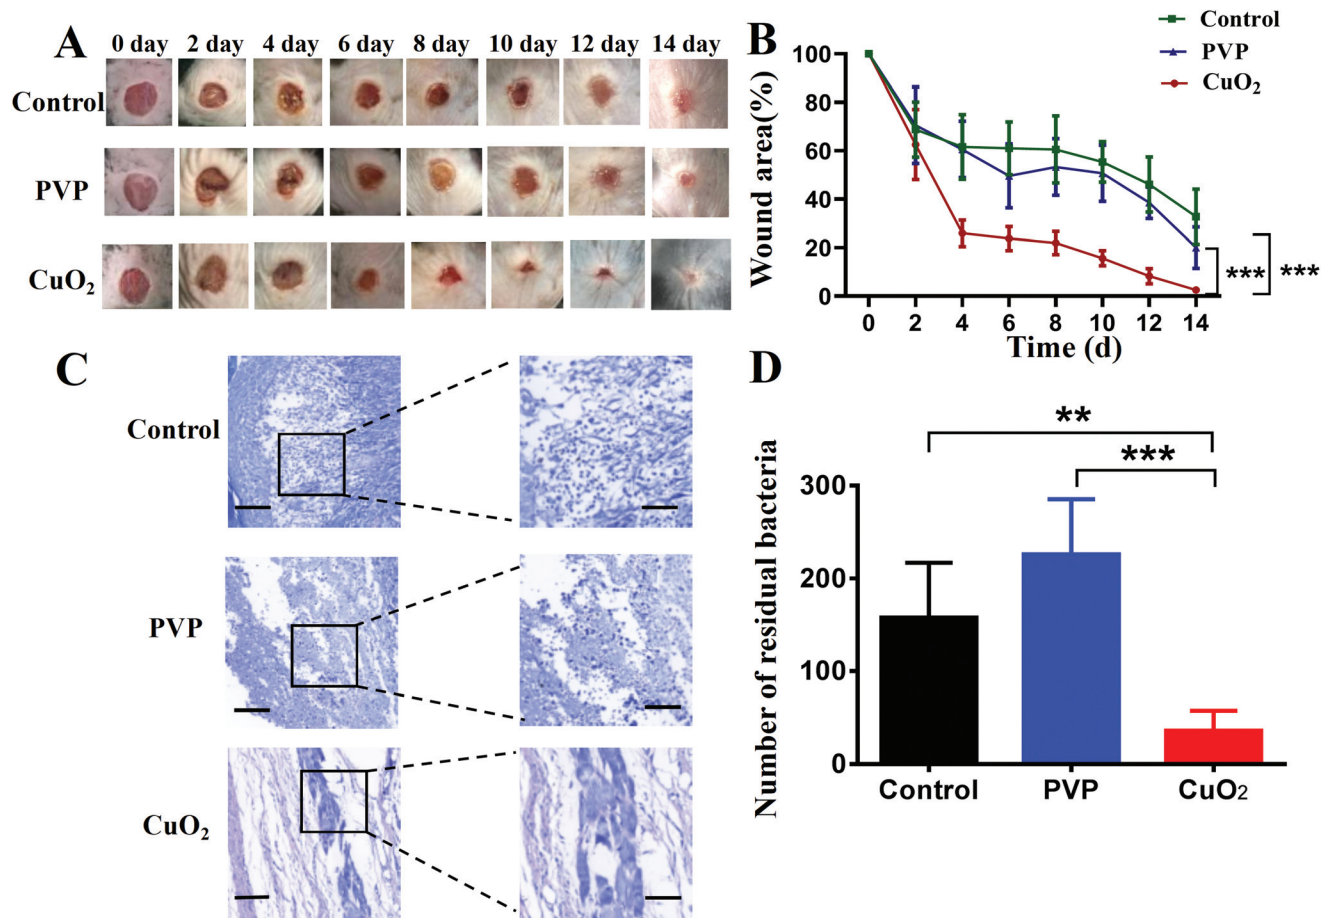 A
0 day 2 day 4 day 6 day 8 day 10 day 12 day 14 day
Control
PVP
CuO₂
B
Control
PVP
CuO₂
Wound area(%)
100
80
60
40
20
0
0 2 4 6 8 10 12 14
Time (d)
***
***
C
Control
PVP
CuO₂
D
**
***
Number of residual bacteria
300
200
100
0
Control PVP CuO2